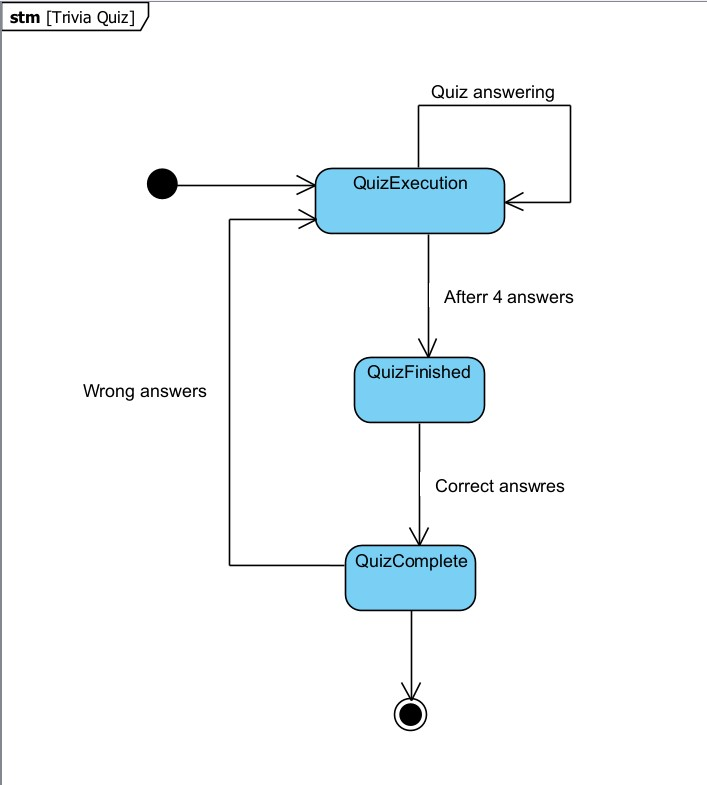 stm [Trivia Quiz]
Quiz answering
QuizExecution
Afterr 4 answers
QuizFinished
Wrong answers
Correct answres
QuizComplete